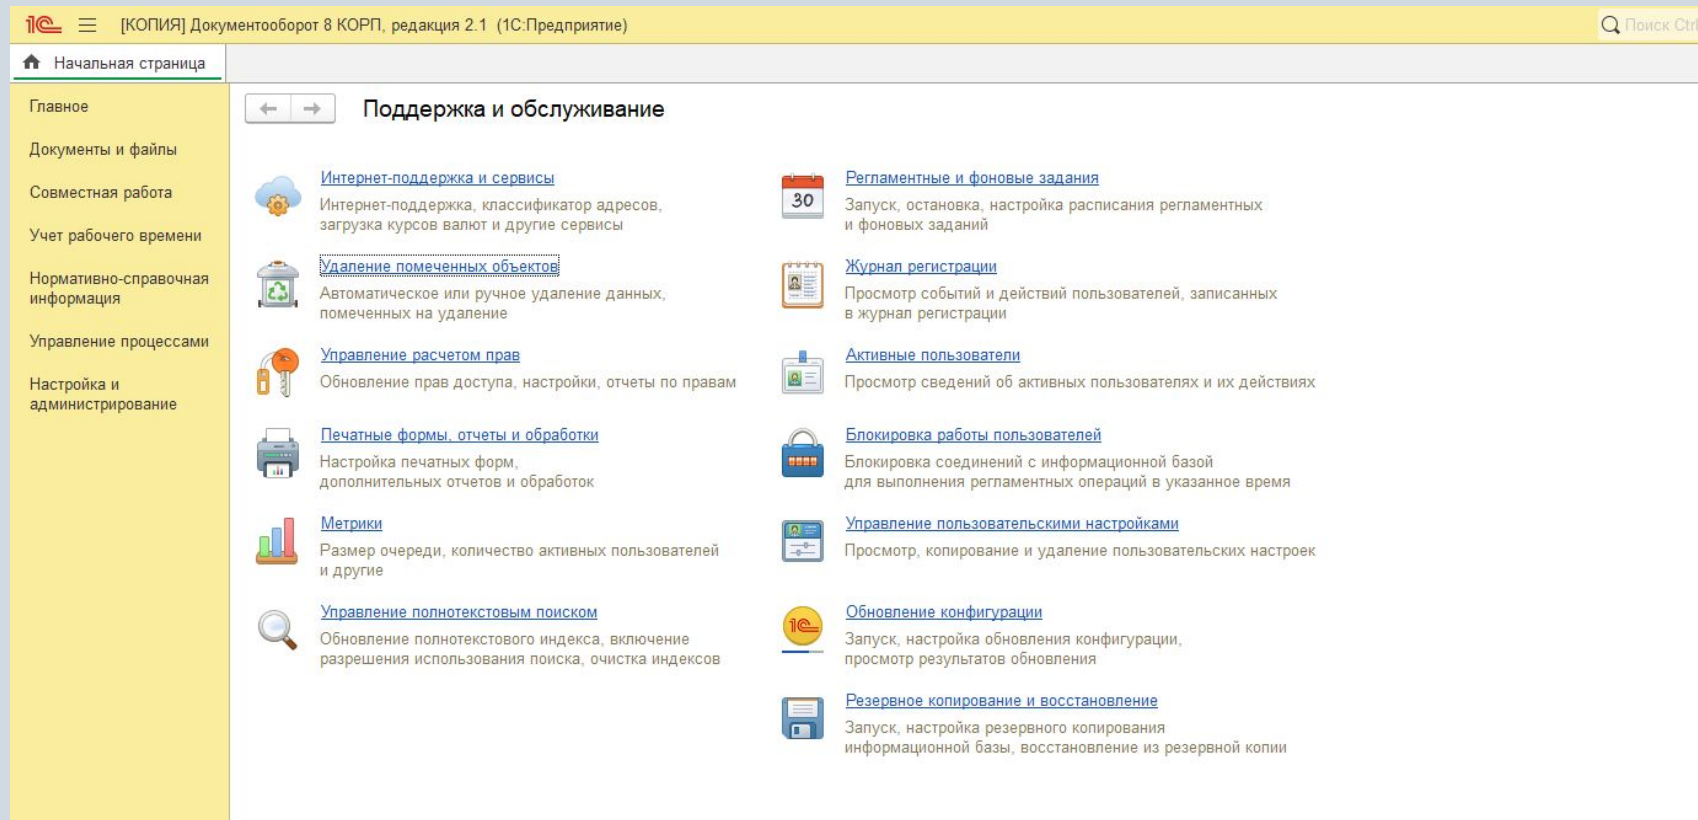 1С [КОПИЯ] Документооборот 8 КОРП, редакция 2.1 (1С:Предприятие) Поиск Ctrl
Начальная страница
Главное
Документы и файлы
Совместная работа
Учет рабочего времени
Нормативно-справочная
информация
Управление процессами
Настройка и
администрирование
Поддержка и обслуживание
Интернет-поддержка и сервисы
Интернет-поддержка, классификатор адресов,
загрузка курсов валют и другие сервисы
Удаление помеченных объектов
Автоматическое или ручное удаление данных,
помеченных на удаление
Управление расчетом прав
Обновление прав доступа, настройки, отчеты по правам
Печатные формы, отчеты и обработки
Настройка печатных форм,
дополнительных отчетов и обработок
Метрики
Размер очереди, количество активных пользователей
и другие
Управление полнотекстовым поиском
Обновление полнотекстового индекса, включение
разрешения использования поиска, очистка индексов
30
Регламентные и фоновые задания
Запуск, остановка, настройка расписания регламентных
и фоновых заданий
Журнал регистрации
Просмотр событий и действий пользователей, записанных
в журнал регистрации
Активные пользователи
Просмотр сведений об активных пользователях и их действиях
Блокировка работы пользователей
Блокировка соединений с информационной базой
для выполнения регламентных операций в указанное время
Управление пользовательскими настройками
Просмотр, копирование и удаление пользовательских настроек
1С
Обновление конфигурации
Запуск, настройка обновления конфигурации,
просмотр результатов обновления
Резервное копирование и восстановление
Запуск, настройка резервного копирования
информационной базы, восстановление из резервной копии